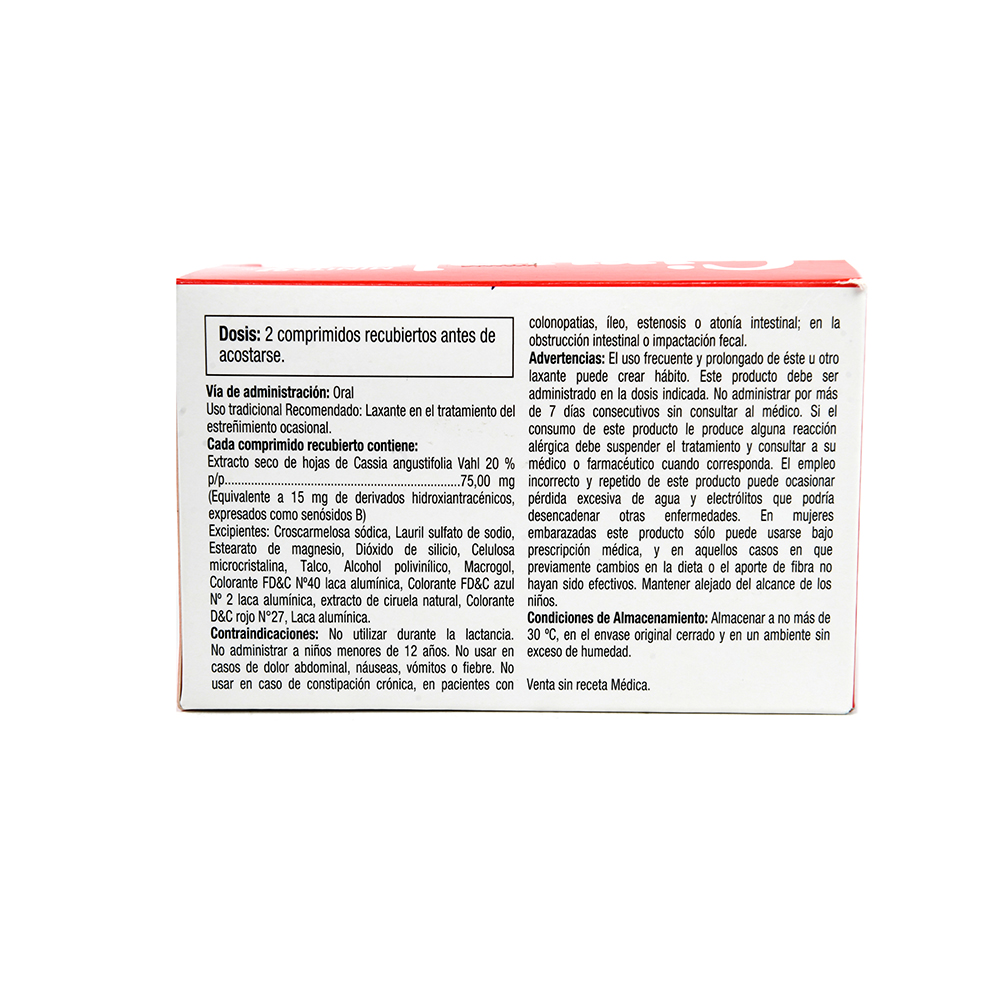 Dosis: 2 comprimidos recubiertos antes de
acostarse.
Vía de administración: Oral
Uso tradicional Recomendado: Laxante en el tratamiento del
estreñimiento ocasional.
Cada comprimido recubierto contiene:
Extracto seco de hojas de Cassia angustifolia Vahl 20 %
p/p.......................................................................75,00 mg
(Equivalente a 15 mg de derivados hidroxiantracénicos,
expresados como senósidos B)
Excipientes: Croscarmelosa sódica, Lauril sulfato de sodio,
Estearato de magnesio, Dióxido de silicio, Celulosa
microcristalina, Talco, Alcohol polivinílico, Macrogol,
Colorante FD&C Nº40 laca alumínica, Colorante FD&C azul
Nº 2 laca alumínica, extracto de ciruela natural, Colorante
D&C rojo N°27, Laca alumínica.
Contraindicaciones: No utilizar durante la lactancia.
No administrar a niños menores de 12 años. No usar en
casos de dolor abdominal, náuseas, vómitos o fiebre. No
usar en caso de constipación crónica, en pacientes con
colonopatias, íleo, estenosis o atonía intestinal; en la
obstrucción intestinal o impactación fecal.
Advertencias: El uso frecuente y prolongado de éste u otro
laxante puede crear hábito. Este producto debe ser
administrado en la dosis indicada. No administrar por más
de 7 días consecutivos sin consultar al médico. Si el
consumo de este producto le produce alguna reacción
alérgica debe suspender el tratamiento y consultar a su
médico o farmacéutico cuando corresponda. El empleo
incorrecto y repetido de este producto puede ocasionar
pérdida excesiva de agua y electrólitos que podría
desencadenar otras enfermedades. En mujeres
embarazadas este producto sólo puede usarse bajo
prescripción médica, y en aquellos casos en que
previamente cambios en la dieta o el aporte de fibra no
hayan sido efectivos. Mantener alejado del alcance de los
niños.
Condiciones de Almacenamiento: Almacenar a no más de
30 ºC, en el envase original cerrado y en un ambiente sin
exceso de humedad.
Venta sin receta Médica.